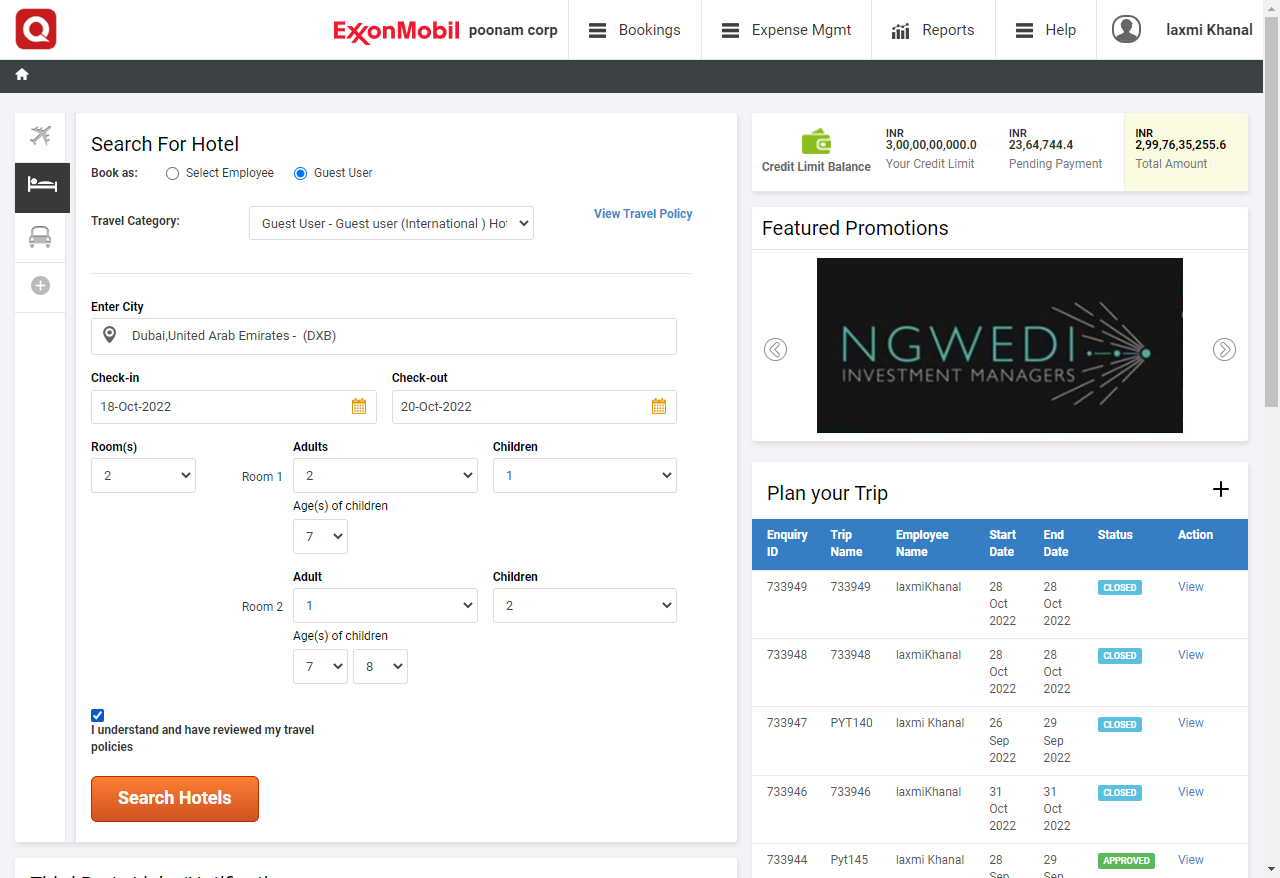 ExxonMobil poonam corp Bookings Expense Mgmt Reports Help laxmi Khanal
Search For Hotel
Book as: Select Employee Guest User
Travel Category: Guest User - Guest user (International ) Ho View Travel Policy
Enter City
Dubai,United Arab Emirates - (DXB)
Check-in Check-out
18-Oct-2022 20-Oct-2022
Room(s) Adults Children
2 Room 1 2 1
Age(s) of children
7
Adult Children
Room 2 1 2
Age(s) of children
7 8
I understand and have reviewed my travel
policies
Search Hotels
Credit Limit Balance
INR
3,00,00,00,000.0
Your Credit Limit
INR
23,64,744.4
Pending Payment
INR
2,99,76,35,255.6
Total Amount
Featured Promotions
NGWEDI
INVESTMENT MANAGERS
Plan your Trip
Enquiry ID Trip Name Employee Name Start Date End Date Status Action
733949 733949 laxmiKhanal 28 Oct 2022 28 Oct 2022 CLOSED View
733948 733948 laxmiKhanal 28 Oct 2022 28 Oct 2022 CLOSED View
733947 PYT140 laxmi Khanal 26 Sep 2022 29 Sep 2022 CLOSED View
733946 733946 laxmiKhanal 31 Oct 2022 31 Oct 2022 CLOSED View
733944 Pyt145 laxmi Khanal 28 Sep 29 Sep APPROVED View